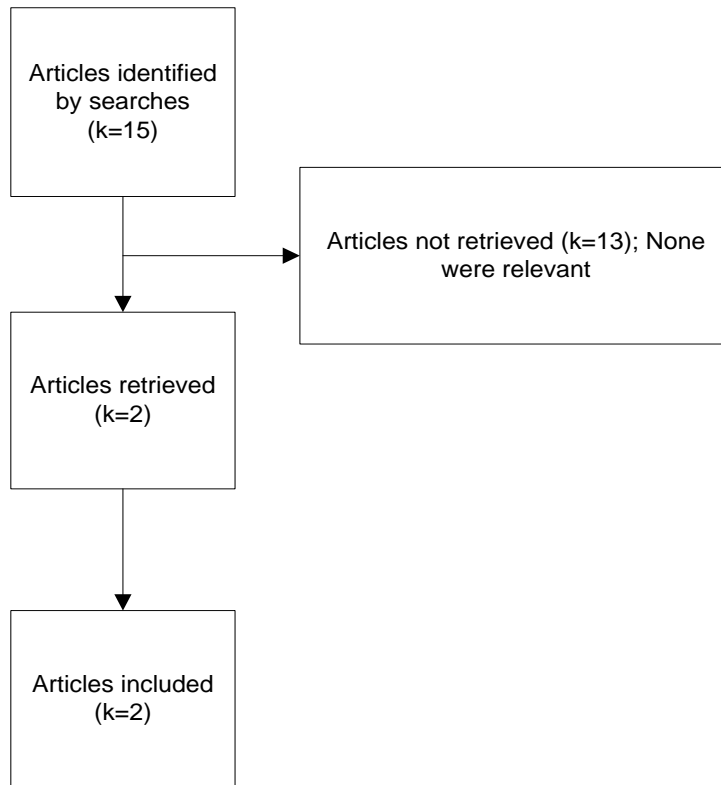 Articles identified
by searches
(k=15)
Articles not retrieved (k=13); None
were relevant
Articles retrieved
(k=2)
Articles included
(k=2)